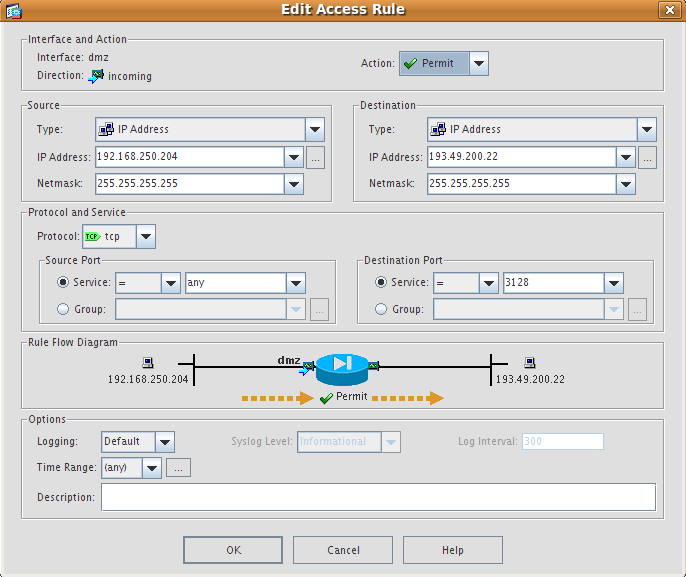 Edit Access Rule
Interface and Action
Interface: dmz
Direction: incoming
Action: Permit
Source
Type: IP Address
IP Address: 192.168.250.204 ...
Netmask: 255.255.255.255
Destination
Type: IP Address
IP Address: 193.49.200.22 ...
Netmask: 255.255.255.255
Protocol and Service
Protocol: TCP tcp
Source Port
Service: = any
Group: ...
Destination Port
Service: = 3128
Group: ...
Rule Flow Diagram
dmz
192.168.250.204
193.49.200.22
Permit
Options
Logging: Default Syslog Level: Informational Log Interval: 300
Time Range: (any) ...
Description:
OK Cancel Help